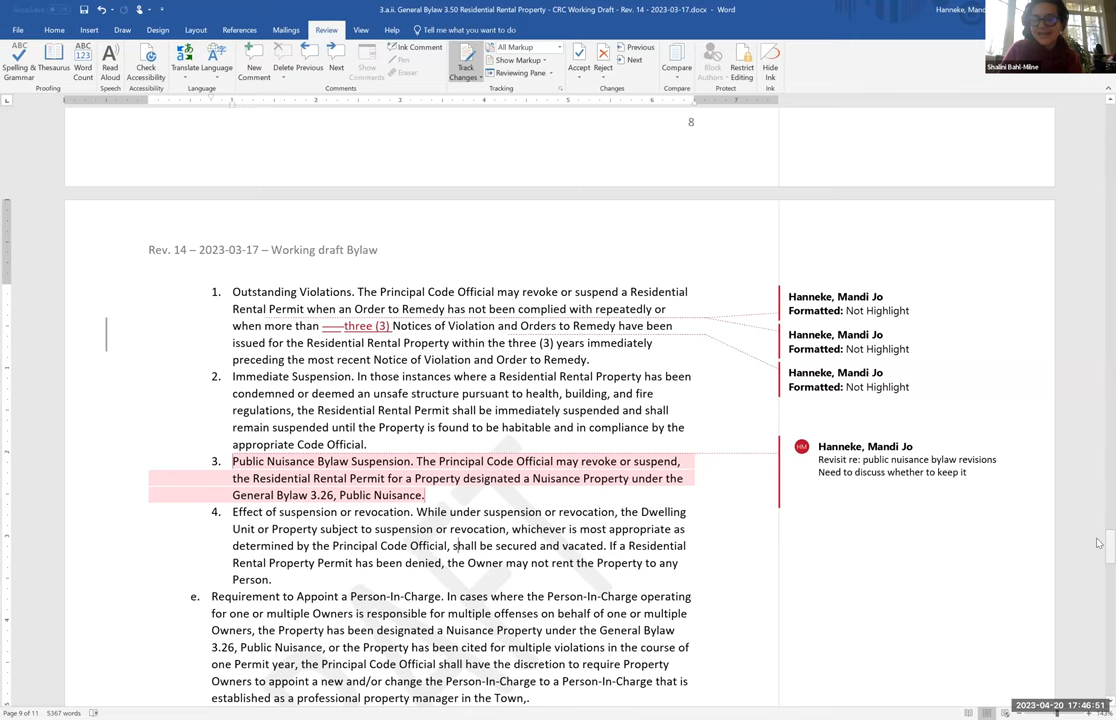 AutoSave
3.a.ii. General Bylaw 3.50 Residential Rental Property - CRC Working Draft - Rev. 14 - 2023-03-17.docx - Word
Hanneke, Mand
File Home Insert Draw Design Layout References Mailings Review View Help Tell me what you want to do
Spelling & Grammar
Thesaurus
Word Count
Read Aloud
Check Accessibility
Translate
Language
New Comment
Delete
Previous
Next
Show Comments
Ink Comment
Pen
Eraser
Track Changes
All Markup
Show Markup
Reviewing Pane
Accept
Reject
Previous
Next
Compare
Block Authors
Restrict Editing
Hide Ink
Proofing Speech Accessibility Language Comments Tracking Changes Compare Protect Ink
Shalini Bahl-Milne
1 2 3 4 5 6 7
8
Rev. 14 – 2023-03-17 – Working draft Bylaw
1. Outstanding Violations. The Principal Code Official may revoke or suspend a Residential
Rental Permit when an Order to Remedy has not been complied with repeatedly or
when more than ___three (3) Notices of Violation and Orders to Remedy have been
issued for the Residential Rental Property within the three (3) years immediately
preceding the most recent Notice of Violation and Order to Remedy.
2. Immediate Suspension. In those instances where a Residential Rental Property has been
condemned or deemed an unsafe structure pursuant to health, building, and fire
regulations, the Residential Rental Permit shall be immediately suspended and shall
remain suspended until the Property is found to be habitable and in compliance by the
appropriate Code Official.
3. Public Nuisance Bylaw Suspension. The Principal Code Official may revoke or suspend,
the Residential Rental Permit for a Property designated a Nuisance Property under the
General Bylaw 3.26, Public Nuisance.
4. Effect of suspension or revocation. While under suspension or revocation, the Dwelling
Unit or Property subject to suspension or revocation, whichever is most appropriate as
determined by the Principal Code Official, shall be secured and vacated. If a Residential
Rental Property Permit has been denied, the Owner may not rent the Property to any
Person.
e. Requirement to Appoint a Person-In-Charge. In cases where the Person-In-Charge operating
for one or multiple Owners is responsible for multiple offenses on behalf of one or multiple
Owners, the Property has been designated a Nuisance Property under the General Bylaw
3.26, Public Nuisance, or the Property has been cited for multiple violations in the course of
one Permit year, the Principal Code Official shall have the discretion to require Property
Owners to appoint a new and/or change the Person-In-Charge to a Person-In-Charge that is
established as a professional property manager in the Town,.
Hanneke, Mandi Jo
Formatted: Not Highlight
Hanneke, Mandi Jo
Formatted: Not Highlight
Hanneke, Mandi Jo
Formatted: Not Highlight
HM
Hanneke, Mandi Jo
Revisit re: public nuisance bylaw revisions
Need to discuss whether to keep it
Page 9 of 11 5367 words
2023-04-20 17:46:51
143%